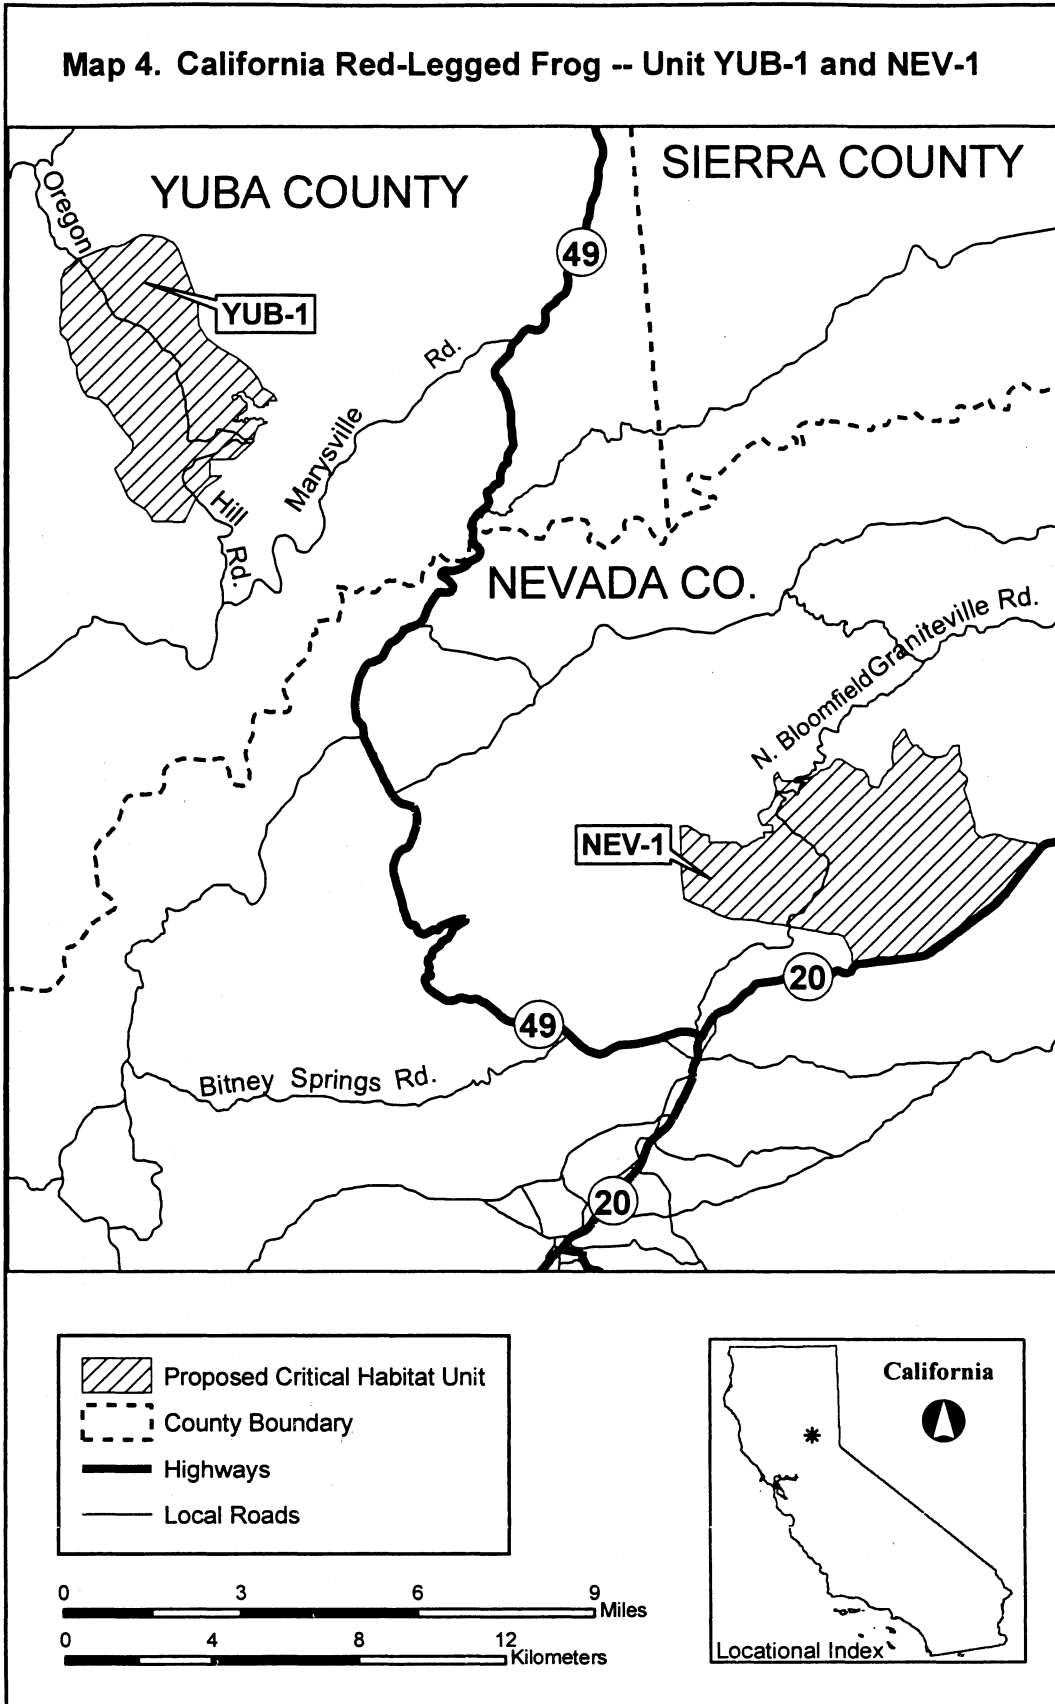 Map 4. California Red-Legged Frog -- Unit YUB-1 and NEV-1
SIERRA COUNTY
YUBA COUNTY
Oregon
49
YUB-1
Rd.
Marysville
Hill
Rd.
NEVADA CO.
N. Bloomfield Graniteville Rd.
NEV-1
20
49
Bitney Springs Rd.
20
Proposed Critical Habitat Unit
County Boundary
Highways
Local Roads
0 3 6 9 Miles
0 4 8 12 Kilometers
California
Locational Index